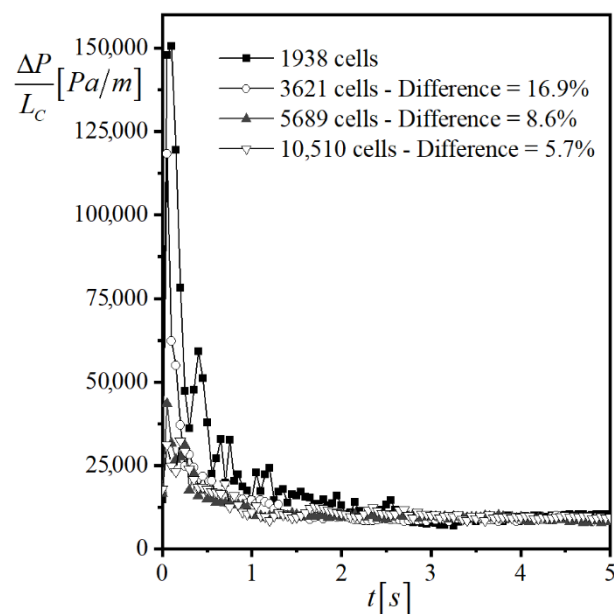 150,000
125,000
100,000
75,000
50,000
25,000
0
ΔP
L_C
[Pa/m]
1938 cells
3621 cells - Difference = 16.9%
5689 cells - Difference = 8.6%
10,510 cells - Difference = 5.7%
0 1 2 3 4 5
t[s]